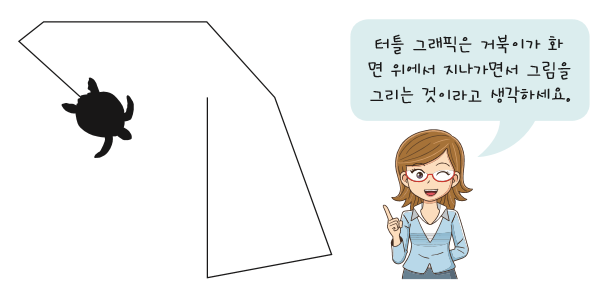 터틀 그래픽은 거북이가 화
면 위에서 지나가면서 그림을
그리는 것이라고 생각하세요.